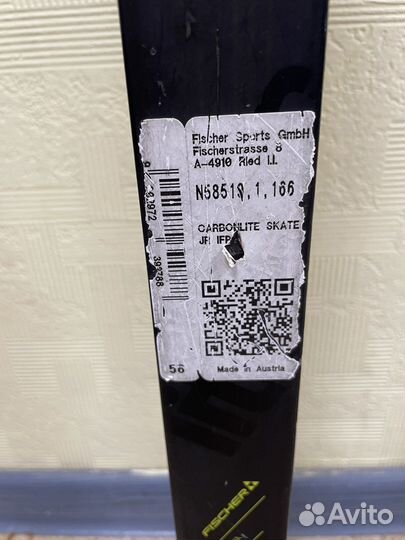 Fischer Sports GmbH
Fischerstrasse 8
A-4910 Ried i.I.
N58519,1,166
CARBONLITE SKATE
JR IFP
56
Made in Austria
FISCHER
Avito